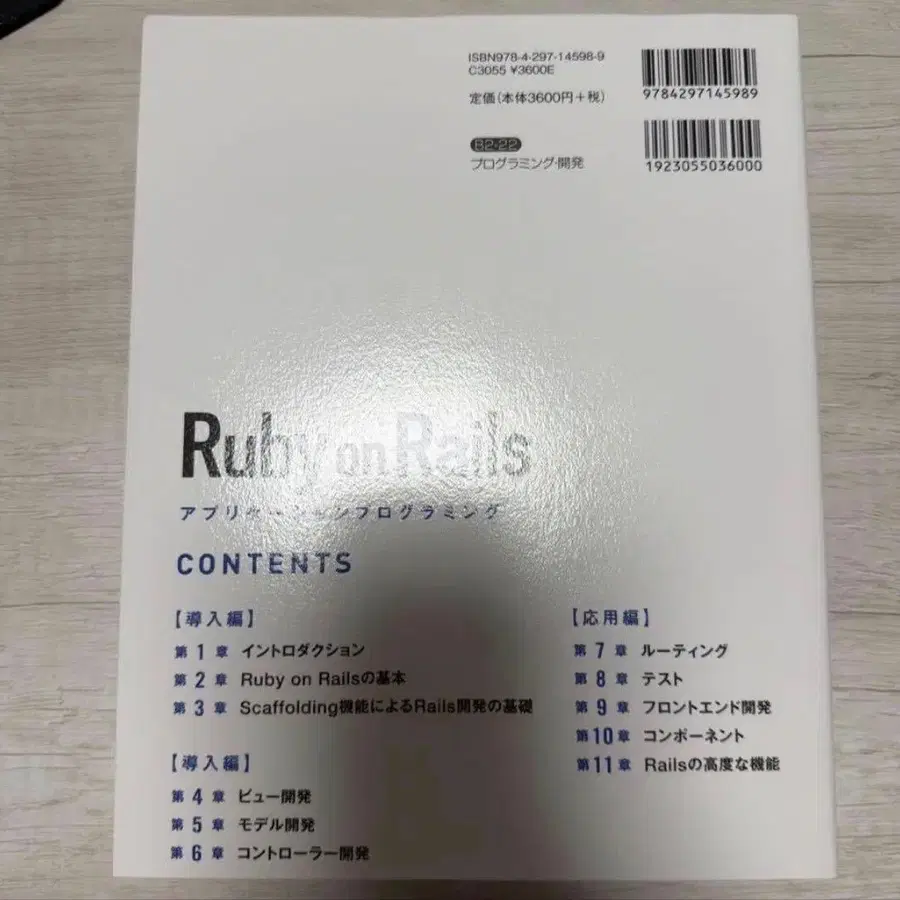 ISBN978-4-297-14598-9
C3055 ¥3600E
定価(本体3600円+税)
9784297145989
B2-22
プログラミング・開発
1923055036000
Ruby on Rails
アプリケーションプログラミング
CONTENTS
【導入編】
第1章 イントロダクション
第2章 Ruby on Railsの基本
第3章 Scaffolding機能によるRails開発の基礎
【導入編】
第4章 ビュー開発
第5章 モデル開発
第6章 コントローラー開発
【応用編】
第7章 ルーティング
第8章 テスト
第9章 フロントエンド開発
第10章 コンポーネント
第11章 Railsの高度な機能